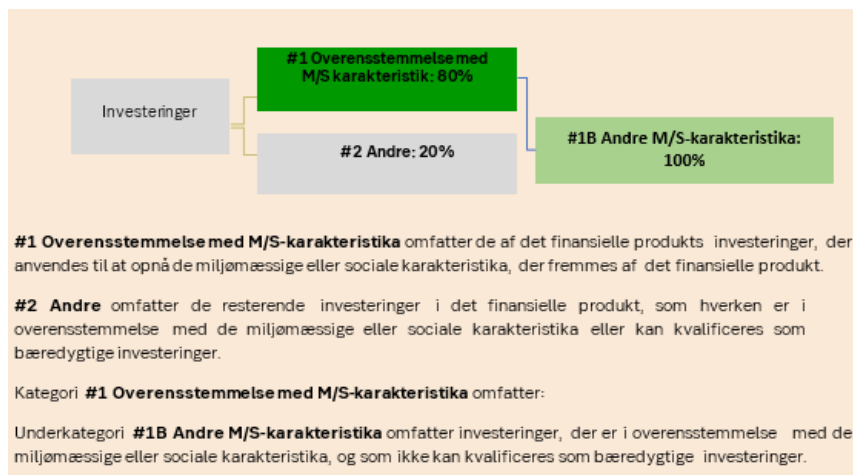 #1 Overensstemmelse med
M/S karakteristik: 80%
Investeringer
#2 Andre: 20%
#1B Andre M/S-karakteristika:
100%
#1 Overensstemmelse med M/S-karakteristika omfatter de af det finansielle produkts investeringer, der
anvendes til at opnå de miljømæssige eller sociale karakteristika, der fremmes af det finansielle produkt.
#2 Andre omfatter de resterende investeringer i det finansielle produkt, som hverken er i
overensstemmelse med de miljømæssige eller sociale karakteristika eller kan kvalificeres som
bæredygtige investeringer.
Kategori #1 Overensstemmelse med M/S-karakteristika omfatter:
Underkategori #1B Andre M/S-karakteristika omfatter investeringer, der er i overensstemmelse med de
miljømæssige eller sociale karakteristika, og som ikke kan kvalificeres som bæredygtige investeringer.